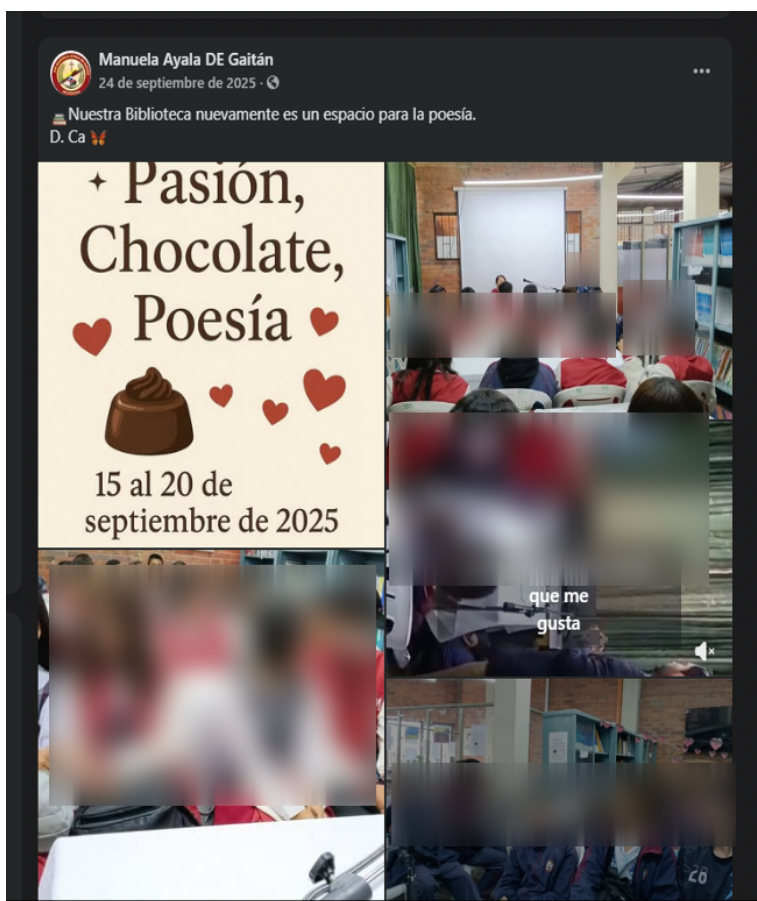 Manuela Ayala DE Gaitán
24 de septiembre de 2025 ·
Nuestra Biblioteca nuevamente es un espacio para la poesía.
D. Ca
Pasión,
Chocolate,
Poesía
15 al 20 de
septiembre de 2025
que me
gusta
28